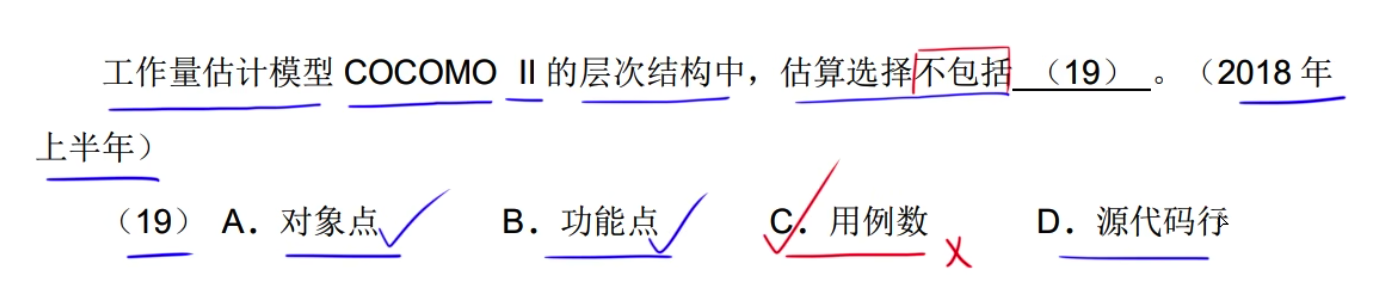 工作量估计模型 COCOMO II 的层次结构中，估算选择不包括 （19） 。（2018 年
上半年）
（19） A．对象点 B．功能点 C．用例数 D．源代码行